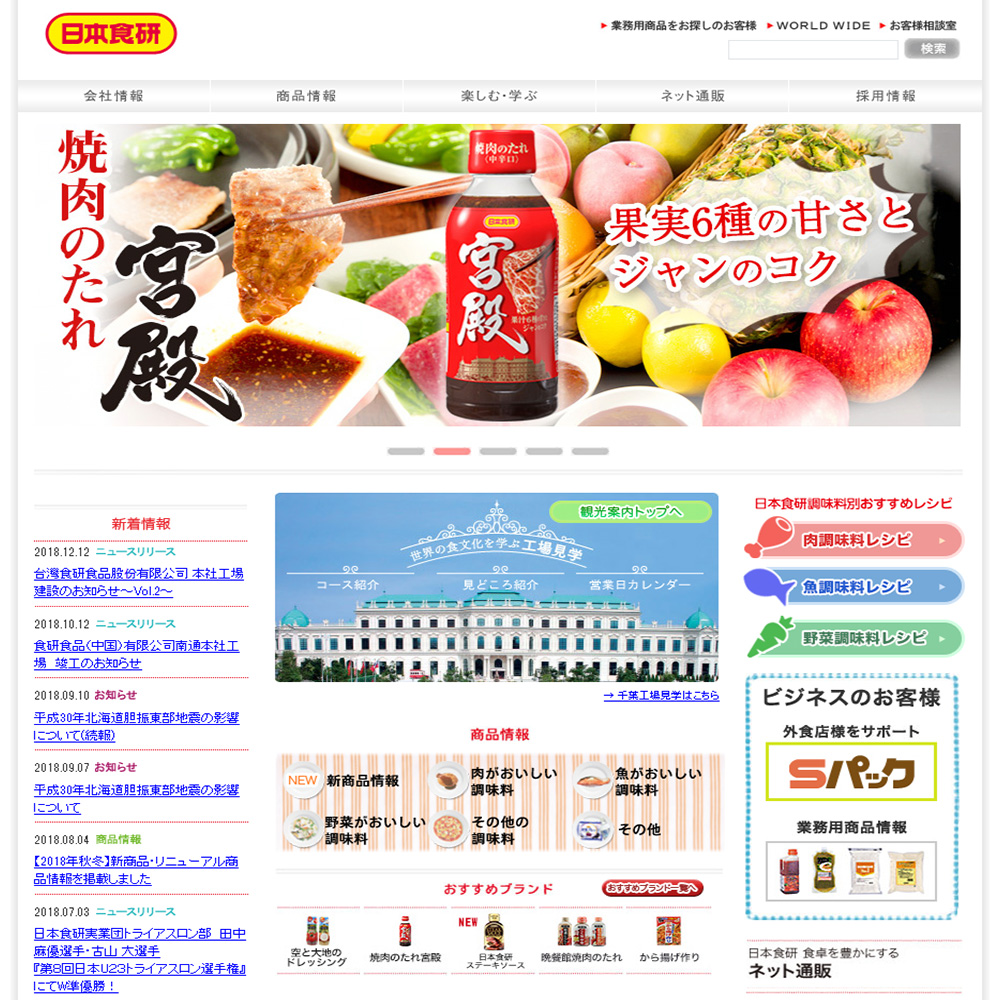 日本食研
業務用商品をお探しのお客様 WORLD WIDE お客様相談室
検索
会社情報 商品情報 楽しむ・学ぶ ネット通販 採用情報
焼肉のたれ
宮殿
焼肉のたれ
(中辛口)
日本食研
宮殿
果汁6種の甘さと
ジャンのコク
果実6種の甘さと
ジャンのコク
新着情報
2018.12.12 ニュースリリース
台湾食研食品股份有限公司 本社工場
建設のお知らせ～Vol.2～
2018.10.12 ニュースリリース
食研食品(中国)有限公司南通本社工
場 竣工のお知らせ
2018.09.10 お知らせ
平成30年北海道胆振東部地震の影響
について(続報)
2018.09.07 お知らせ
平成30年北海道胆振東部地震の影響
について
2018.08.04 商品情報
【2018年秋冬】新商品・リニューアル商
品情報を掲載しました
2018.07.03 ニュースリリース
日本食研実業団トライアスロン部 田中
麻優選手・古山 大選手
『第8回日本U23トライアスロン選手権』
にてW準優勝！
観光案内トップへ
世界の食文化を学ぶ工場見学
コース紹介 見どころ紹介 営業日カレンダー
→ 千葉工場見学はこちら
商品情報
NEW 新商品情報
肉がおいしい
調味料
魚がおいしい
調味料
野菜がおいしい
調味料
その他の
調味料
その他
おすすめブランド
おすすめブランド一覧へ
空と大地の
ドレッシング
焼肉のたれ宮殿
NEW
日本食研
ステーキソース
晩餐館焼肉のたれ
から揚げ作り
日本食研調味料別おすすめレシピ
肉調味料レシピ
魚調味料レシピ
野菜調味料レシピ
ビジネスのお客様
外食店様をサポート
Sパック
業務用商品情報
日本食研 食卓を豊かにする
ネット通販